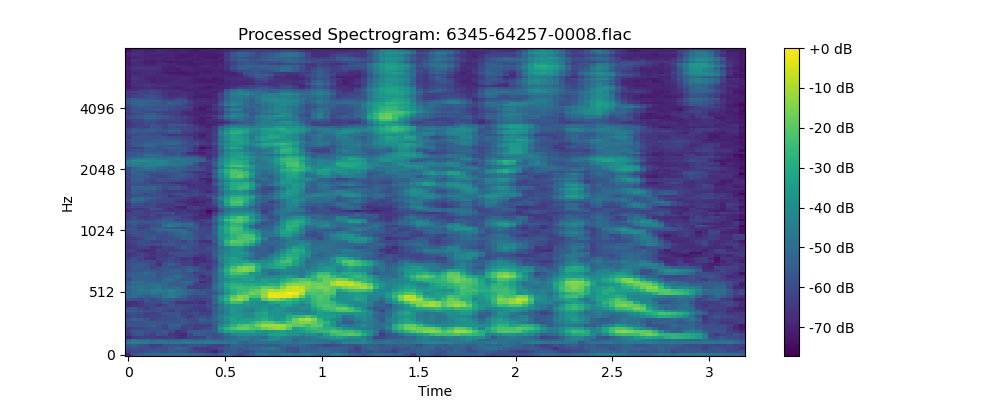 Processed Spectrogram: 6345-64257-0008.flac
+0 dB
4096
-10 dB
-20 dB
2048
-30 dB
Hz
1024
-40 dB
-50 dB
512
-60 dB
-70 dB
0
0 0.5 1 1.5 2 2.5 3
Time